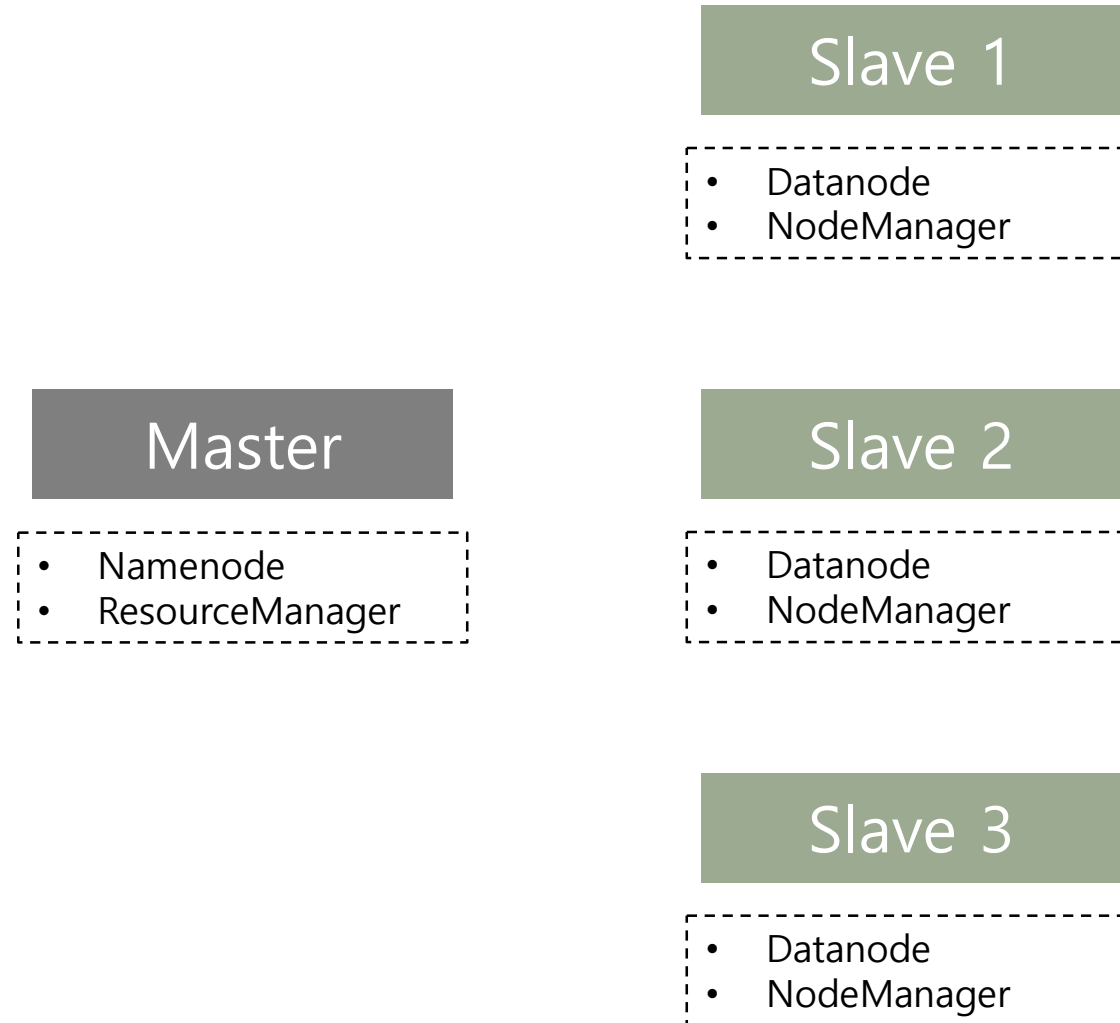 Slave 1
• Datanode
• NodeManager
Master
• Namenode
• ResourceManager
Slave 2
• Datanode
• NodeManager
Slave 3
• Datanode
• NodeManager